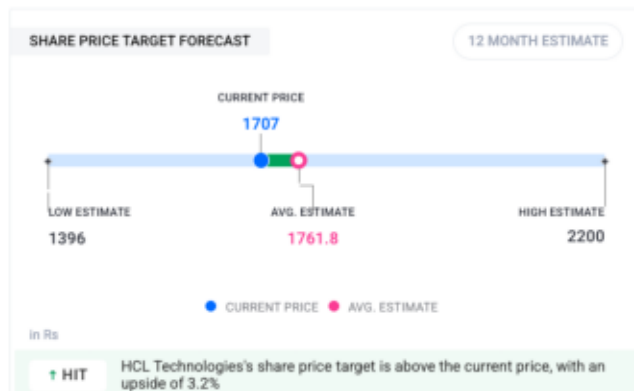 SHARE PRICE TARGET FORECAST
12 MONTH ESTIMATE
CURRENT PRICE
1707
LOW ESTIMATE
AVG. ESTIMATE
HIGH ESTIMATE
1396
1761.8
2200
CURRENT PRICE
AVG. ESTIMATE
in Rs
↑ HIT
HCL Technologies's share price target is above the current price, with an
upside of 3.2%